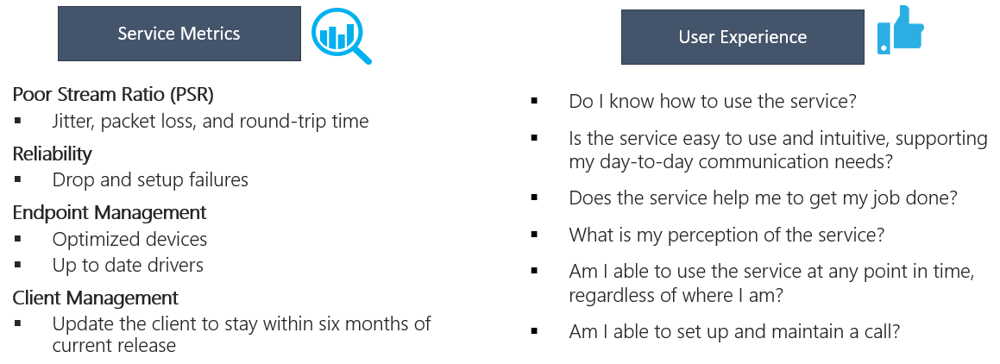 Service Metrics
Poor Stream Ratio (PSR)
▪ Jitter, packet loss, and round-trip time
Reliability
▪ Drop and setup failures
Endpoint Management
▪ Optimized devices
▪ Up to date drivers
Client Management
▪ Update the client to stay within six months of
current release
User Experience
▪ Do I know how to use the service?
▪ Is the service easy to use and intuitive, supporting
my day-to-day communication needs?
▪ Does the service help me to get my job done?
▪ What is my perception of the service?
▪ Am I able to use the service at any point in time,
regardless of where I am?
▪ Am I able to set up and maintain a call?